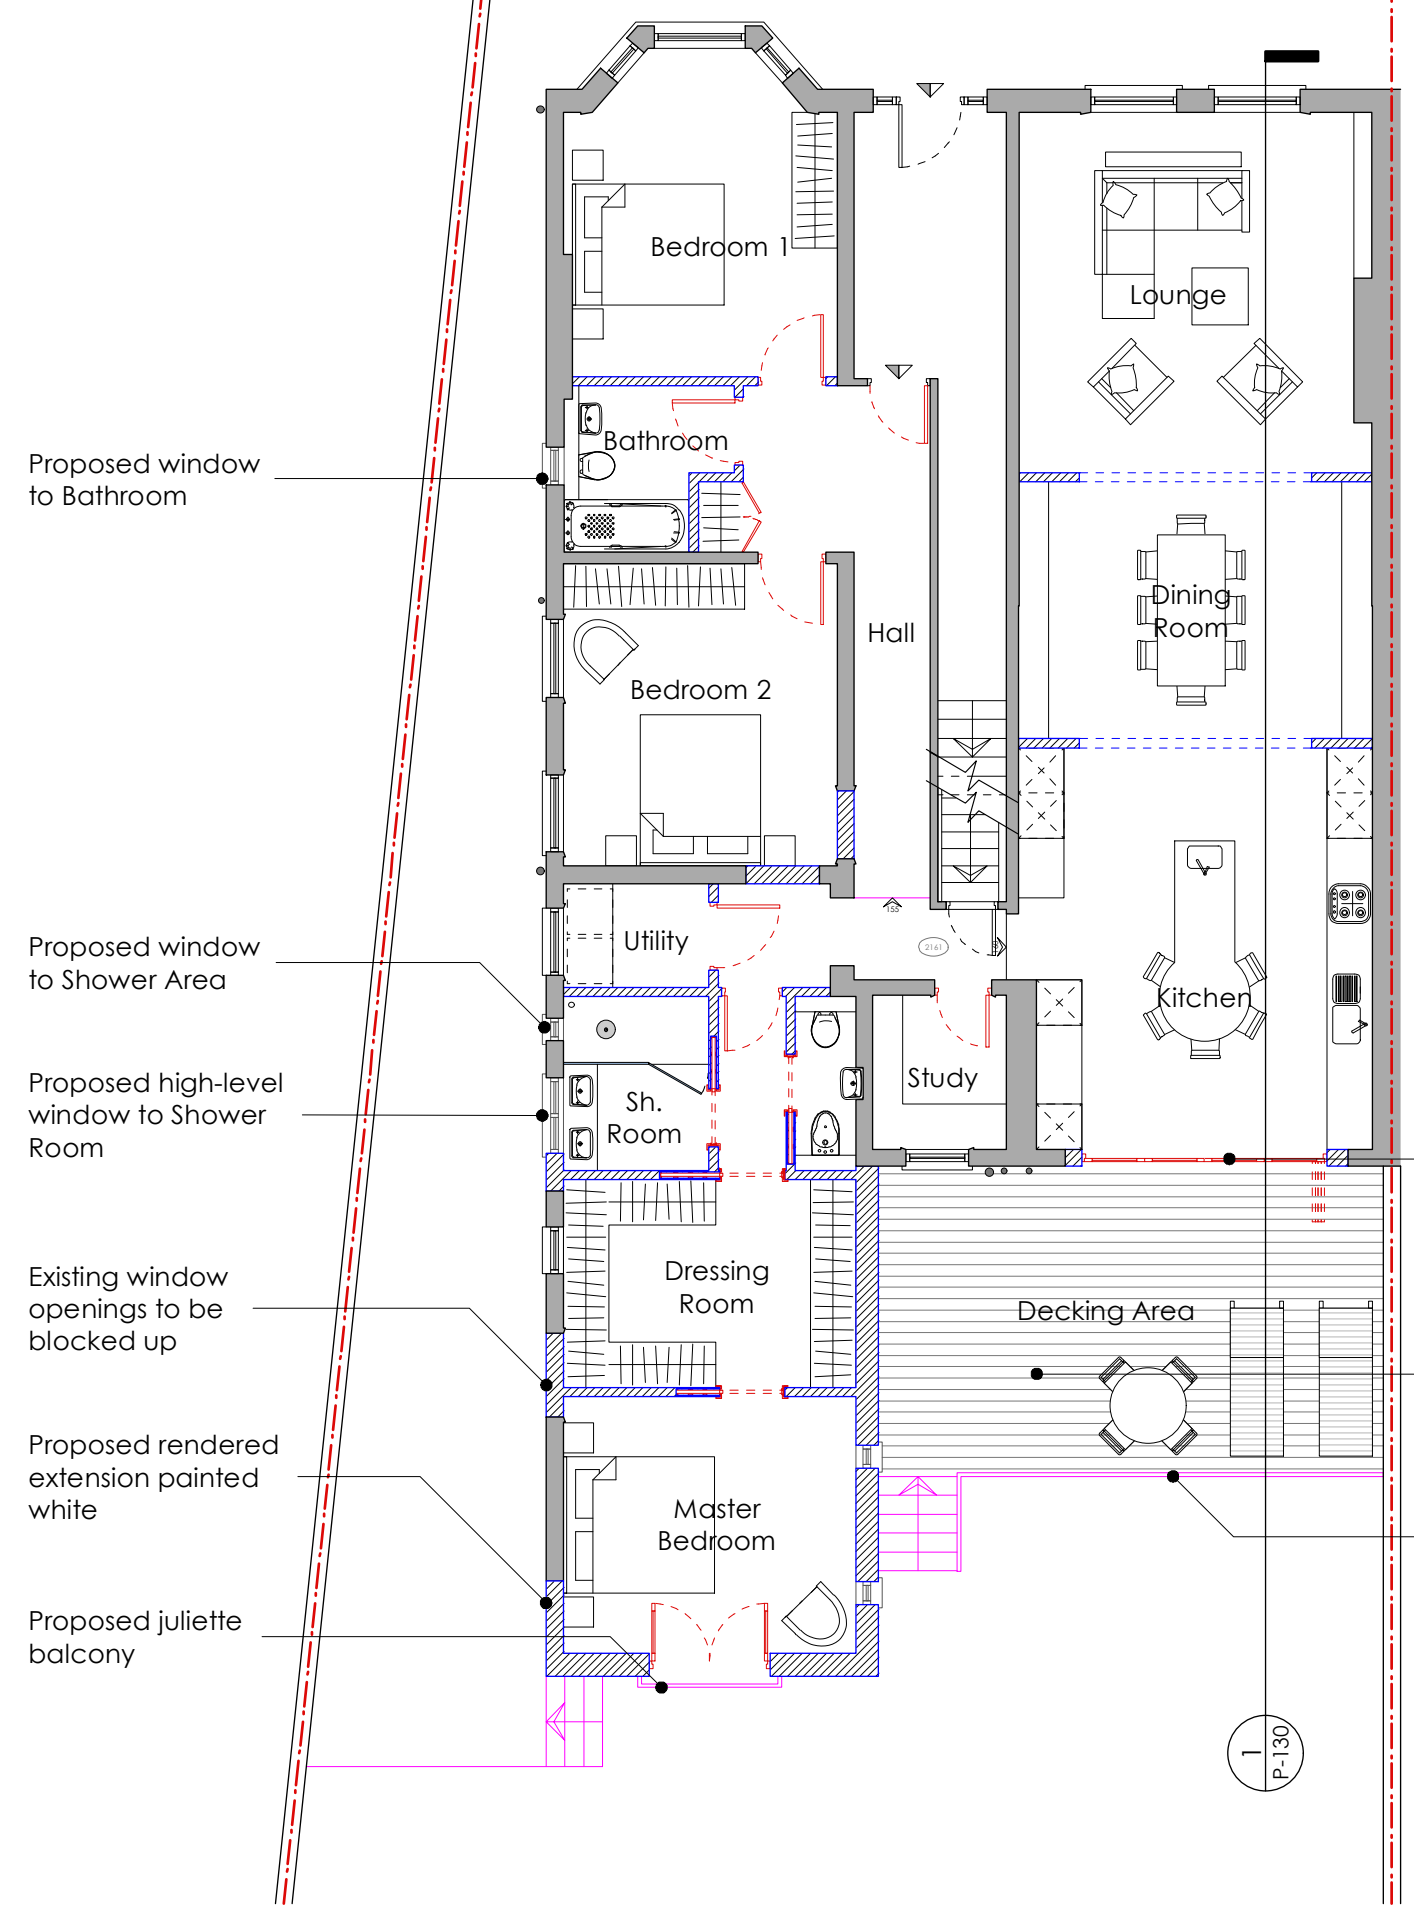 Bedroom 1
Lounge
Bathroom
Proposed window
to Bathroom
Dining
Room
Hall
Bedroom 2
155
2161
Utility
Proposed window
to Shower Area
Kitchen
Study
Proposed high-level
window to Shower
Room
Sh.
Room
Dressing
Room
Existing window
openings to be
blocked up
Decking Area
Proposed rendered
extension painted
white
Master
Bedroom
Proposed juliette
balcony
1
P-130